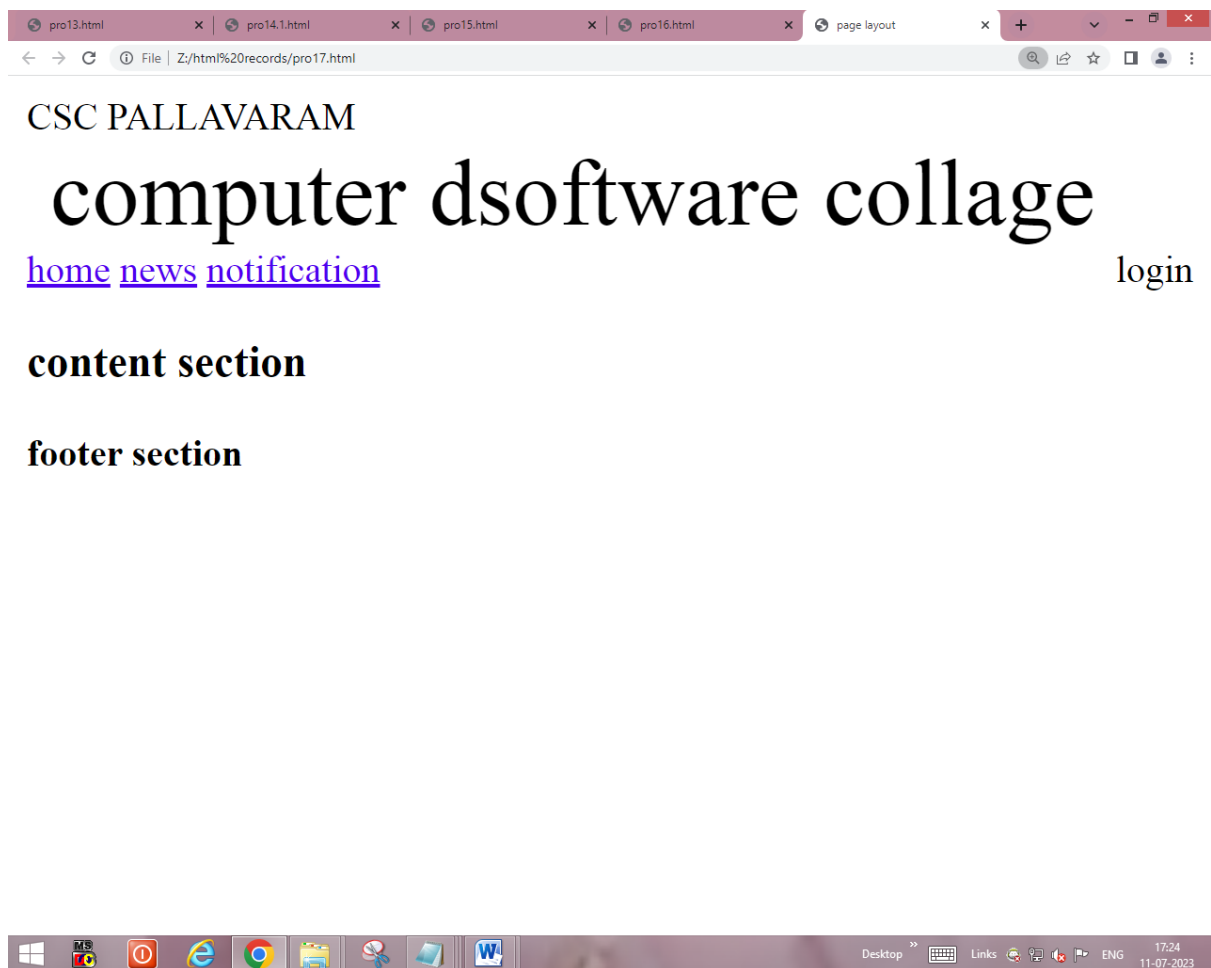 pro13.html pro14.1.html pro15.html pro16.html page layout
File Z:/html%20records/pro17.html
CSC PALLAVARAM
computer dsoftware collage
home news notification login
content section
footer section
MS W Desktop » Links ENG 17:24
11-07-2023